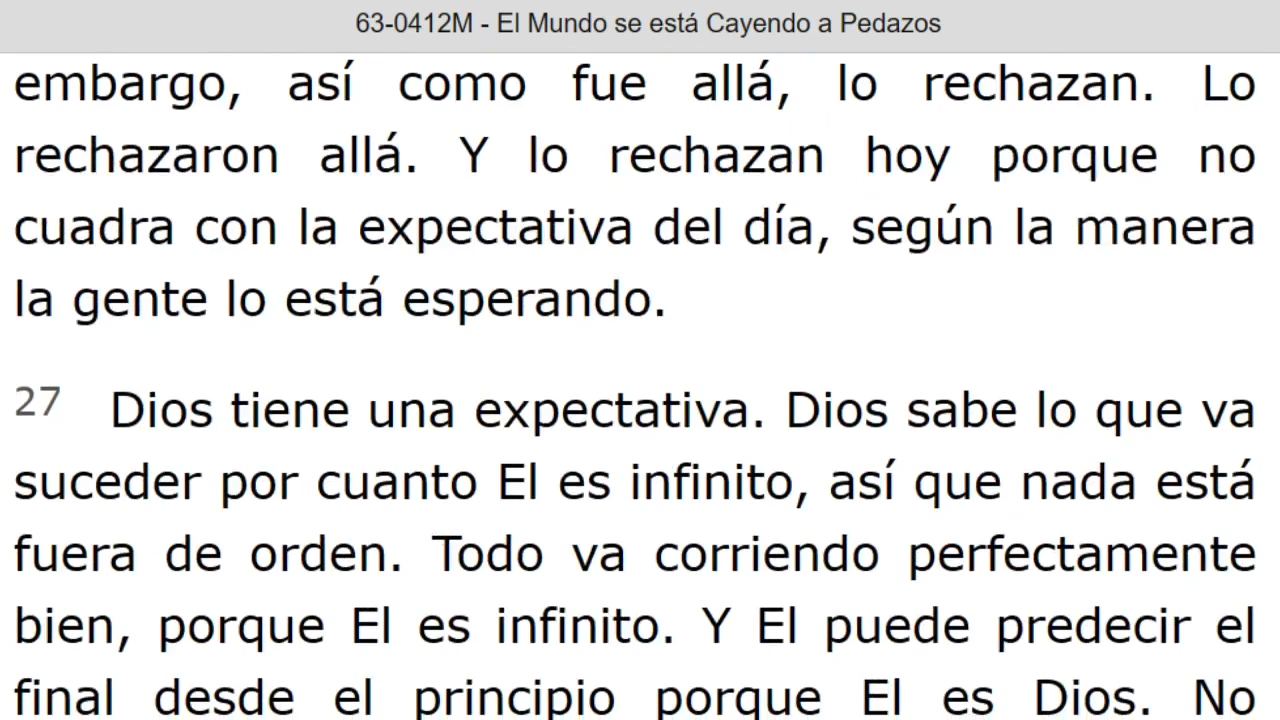 63-0412M - El Mundo se está Cayendo a Pedazos
embargo, así como fue allá, lo rechazan. Lo
rechazaron allá. Y lo rechazan hoy porque no
cuadra con la expectativa del día, según la manera
la gente lo está esperando.
27 Dios tiene una expectativa. Dios sabe lo que va
suceder por cuanto El es infinito, así que nada está
fuera de orden. Todo va corriendo perfectamente
bien, porque El es infinito. Y El puede predecir el
final desde el principio porque El es Dios. No